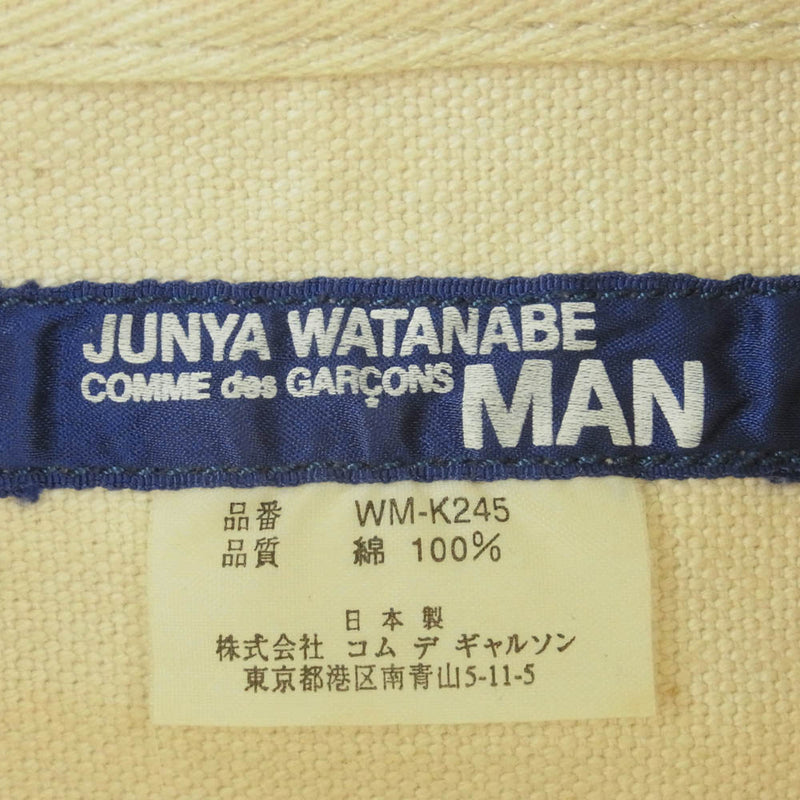 JUNYA WATANABE
COMME des GARÇONS MAN
品番 WM-K245
品質 綿 100%
日本製
株式会社 コム デ ギャルソン
東京都港区南青山5-11-5